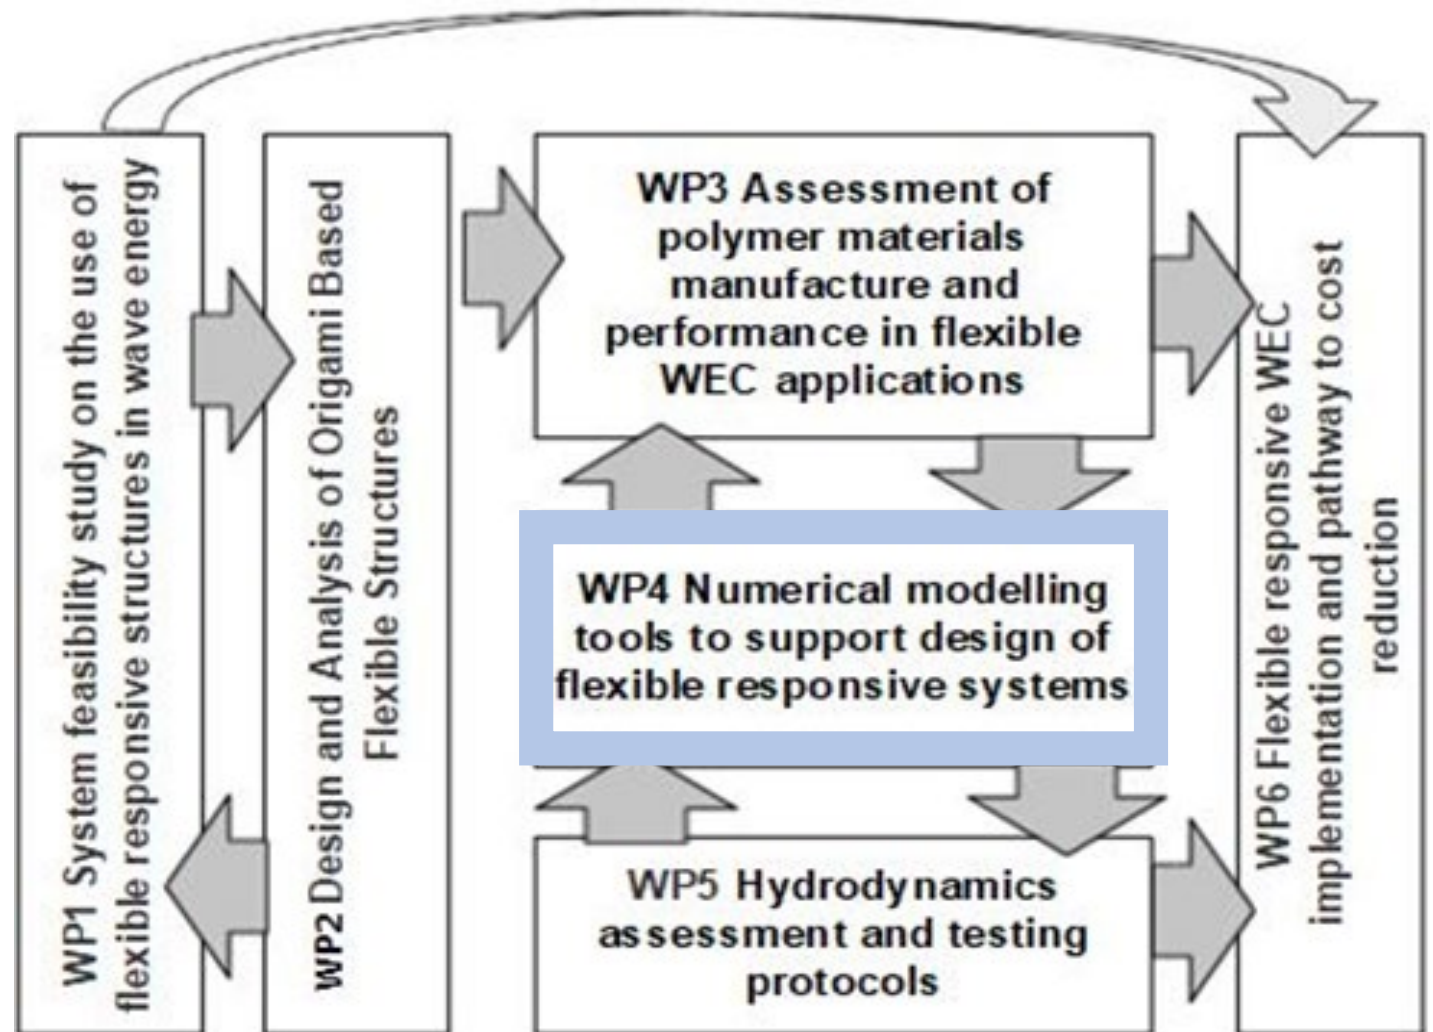 WP1 System feasibility study on the use of
flexible responsive structures in wave energy
WP2 Design and Analysis of Origami Based
Flexible Structures
WP3 Assessment of
polymer materials
manufacture and
performance in flexible
WEC applications
WP4 Numerical modelling
tools to support design of
flexible responsive systems
WP5 Hydrodynamics
assessment and testing
protocols
WP6 Flexible responsive WEC
implementation and pathway to cost
reduction